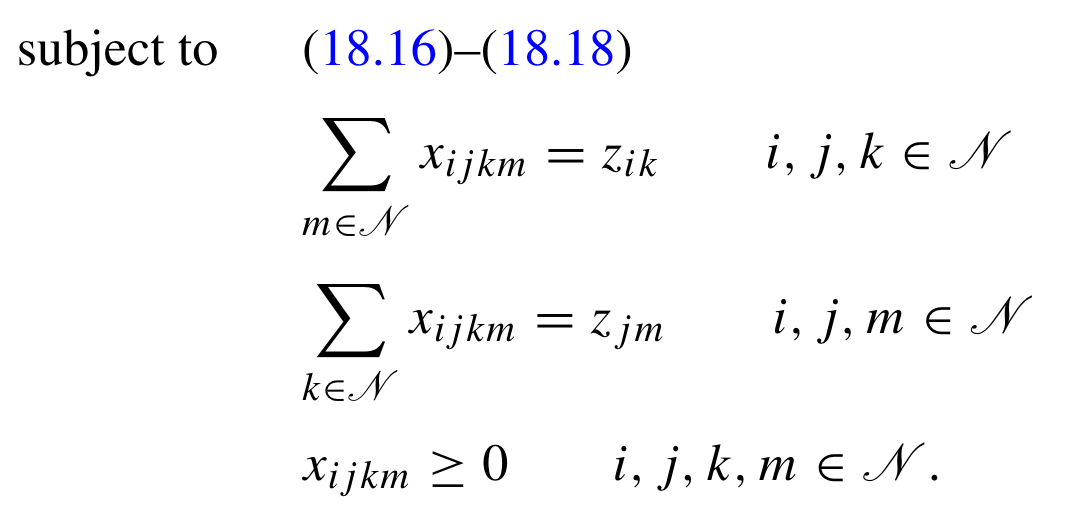 subject to (18.16)–(18.18)
∑_{m∈𝒩} x_{ijkm} = z_{ik}    i, j, k ∈ 𝒩
∑_{k∈𝒩} x_{ijkm} = z_{jm}    i, j, m ∈ 𝒩
x_{ijkm} ≥ 0    i, j, k, m ∈ 𝒩.